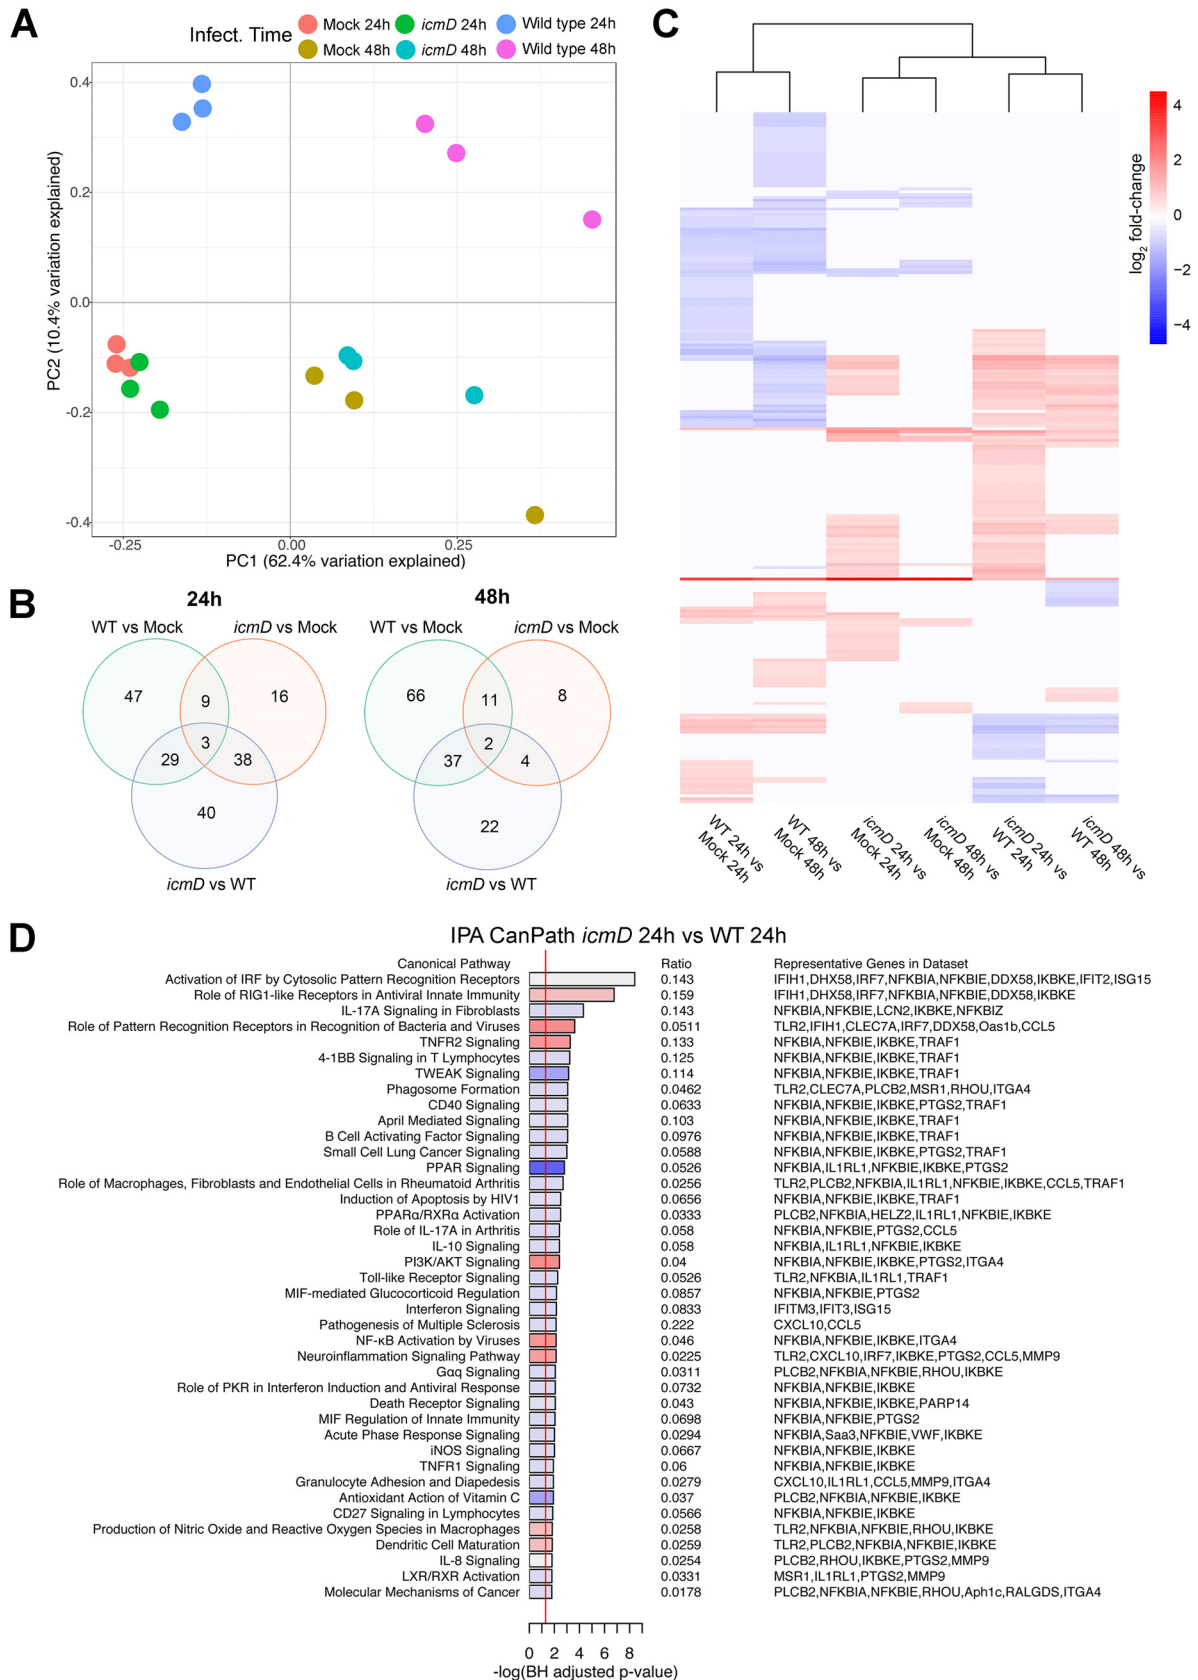 A
Infect. Time
Mock 24h
icmD 24h
Wild type 24h
Mock 48h
icmD 48h
Wild type 48h
PC2 (10.4% variation explained)
0.4
0.2
0.0
-0.2
-0.4
-0.25
0.00
0.25
PC1 (62.4% variation explained)
B
24h
WT vs Mock
icmD vs Mock
47
9
16
3
29
38
40
icmD vs WT
48h
WT vs Mock
icmD vs Mock
66
11
8
2
37
4
22
icmD vs WT
C
log2 fold-change
4
2
0
−2
−4
WT 24h vs
Mock 24h
WT 48h vs
Mock 48h
icmD 24h vs
Mock 24h
icmD 48h vs
Mock 48h
icmD 24h vs
WT 24h
icmD 48h vs
WT 48h
D
IPA CanPath icmD 24h vs WT 24h
Canonical Pathway Ratio Representative Genes in Dataset
Activation of IRF by Cytosolic Pattern Recognition Receptors 0.143 IFIH1,DHX58,IRF7,NFKBIA,NFKBIE,DDX58,IKBKE,IFIT2,ISG15
Role of RIG1-like Receptors in Antiviral Innate Immunity 0.159 IFIH1,DHX58,IRF7,NFKBIA,NFKBIE,DDX58,IKBKE
IL-17A Signaling in Fibroblasts 0.143 NFKBIA,NFKBIE,LCN2,IKBKE,NFKBIZ
Role of Pattern Recognition Receptors in Recognition of Bacteria and Viruses 0.0511 TLR2,IFIH1,CLEC7A,IRF7,DDX58,Oas1b,CCL5
TNFR2 Signaling 0.133 NFKBIA,NFKBIE,IKBKE,TRAF1
4-1BB Signaling in T Lymphocytes 0.125 NFKBIA,NFKBIE,IKBKE,TRAF1
TWEAK Signaling 0.114 NFKBIA,NFKBIE,IKBKE,TRAF1
Phagosome Formation 0.0462 TLR2,CLEC7A,PLCB2,MSR1,RHOU,ITGA4
CD40 Signaling 0.0633 NFKBIA,NFKBIE,IKBKE,PTGS2,TRAF1
April Mediated Signaling 0.103 NFKBIA,NFKBIE,IKBKE,TRAF1
B Cell Activating Factor Signaling 0.0976 NFKBIA,NFKBIE,IKBKE,TRAF1
Small Cell Lung Cancer Signaling 0.0588 NFKBIA,NFKBIE,IKBKE,PTGS2,TRAF1
PPAR Signaling 0.0526 NFKBIA,IL1RL1,NFKBIE,IKBKE,PTGS2
Role of Macrophages, Fibroblasts and Endothelial Cells in Rheumatoid Arthritis 0.0256 TLR2,PLCB2,NFKBIA,IL1RL1,NFKBIE,IKBKE,CCL5,TRAF1
Induction of Apoptosis by HIV1 0.0656 NFKBIA,NFKBIE,IKBKE,TRAF1
PPARα/RXRα Activation 0.0333 PLCB2,NFKBIA,HELZ2,IL1RL1,NFKBIE,IKBKE
Role of IL-17A in Arthritis 0.058 NFKBIA,NFKBIE,PTGS2,CCL5
IL-10 Signaling 0.058 NFKBIA,IL1RL1,NFKBIE,IKBKE
PI3K/AKT Signaling 0.04 NFKBIA,NFKBIE,IKBKE,PTGS2,ITGA4
Toll-like Receptor Signaling 0.0526 TLR2,NFKBIA,IL1RL1,TRAF1
MIF-mediated Glucocorticoid Regulation 0.0857 NFKBIA,NFKBIE,PTGS2
Interferon Signaling 0.0833 IFITM3,IFIT3,ISG15
Pathogenesis of Multiple Sclerosis 0.222 CXCL10,CCL5
NF-κB Activation by Viruses 0.046 NFKBIA,NFKBIE,IKBKE,ITGA4
Neuroinflammation Signaling Pathway 0.0225 TLR2,CXCL10,IRF7,IKBKE,PTGS2,CCL5,MMP9
Gαq Signaling 0.0311 PLCB2,NFKBIA,NFKBIE,RHOU,IKBKE
Role of PKR in Interferon Induction and Antiviral Response 0.0732 NFKBIA,NFKBIE,IKBKE
Death Receptor Signaling 0.043 NFKBIA,NFKBIE,IKBKE,PARP14
MIF Regulation of Innate Immunity 0.0698 NFKBIA,NFKBIE,PTGS2
Acute Phase Response Signaling 0.0294 NFKBIA,Saa3,NFKBIE,VWF,IKBKE
iNOS Signaling 0.0667 NFKBIA,NFKBIE,IKBKE
TNFR1 Signaling 0.06 NFKBIA,NFKBIE,IKBKE
Granulocyte Adhesion and Diapedesis 0.0279 CXCL10,IL1RL1,CCL5,MMP9,ITGA4
Antioxidant Action of Vitamin C 0.037 PLCB2,NFKBIA,NFKBIE,IKBKE
CD27 Signaling in Lymphocytes 0.0566 NFKBIA,NFKBIE,IKBKE
Production of Nitric Oxide and Reactive Oxygen Species in Macrophages 0.0258 TLR2,NFKBIA,NFKBIE,RHOU,IKBKE
Dendritic Cell Maturation 0.0259 TLR2,PLCB2,NFKBIA,NFKBIE,IKBKE
IL-8 Signaling 0.0254 PLCB2,RHOU,IKBKE,PTGS2,MMP9
LXR/RXR Activation 0.0331 MSR1,IL1RL1,PTGS2,MMP9
Molecular Mechanisms of Cancer 0.0178 PLCB2,NFKBIA,NFKBIE,RHOU,Aph1c,RALGDS,ITGA4
0 2 4 6 8
-log(BH adjusted p-value)